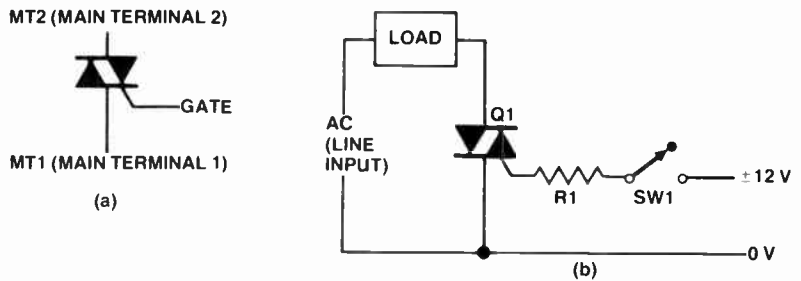 MT2 (MAIN TERMINAL 2)
GATE
MT1 (MAIN TERMINAL 1)
(a)
LOAD
Q1
AC
(LINE
INPUT)
R1
SW1
±12 V
0 V
(b)